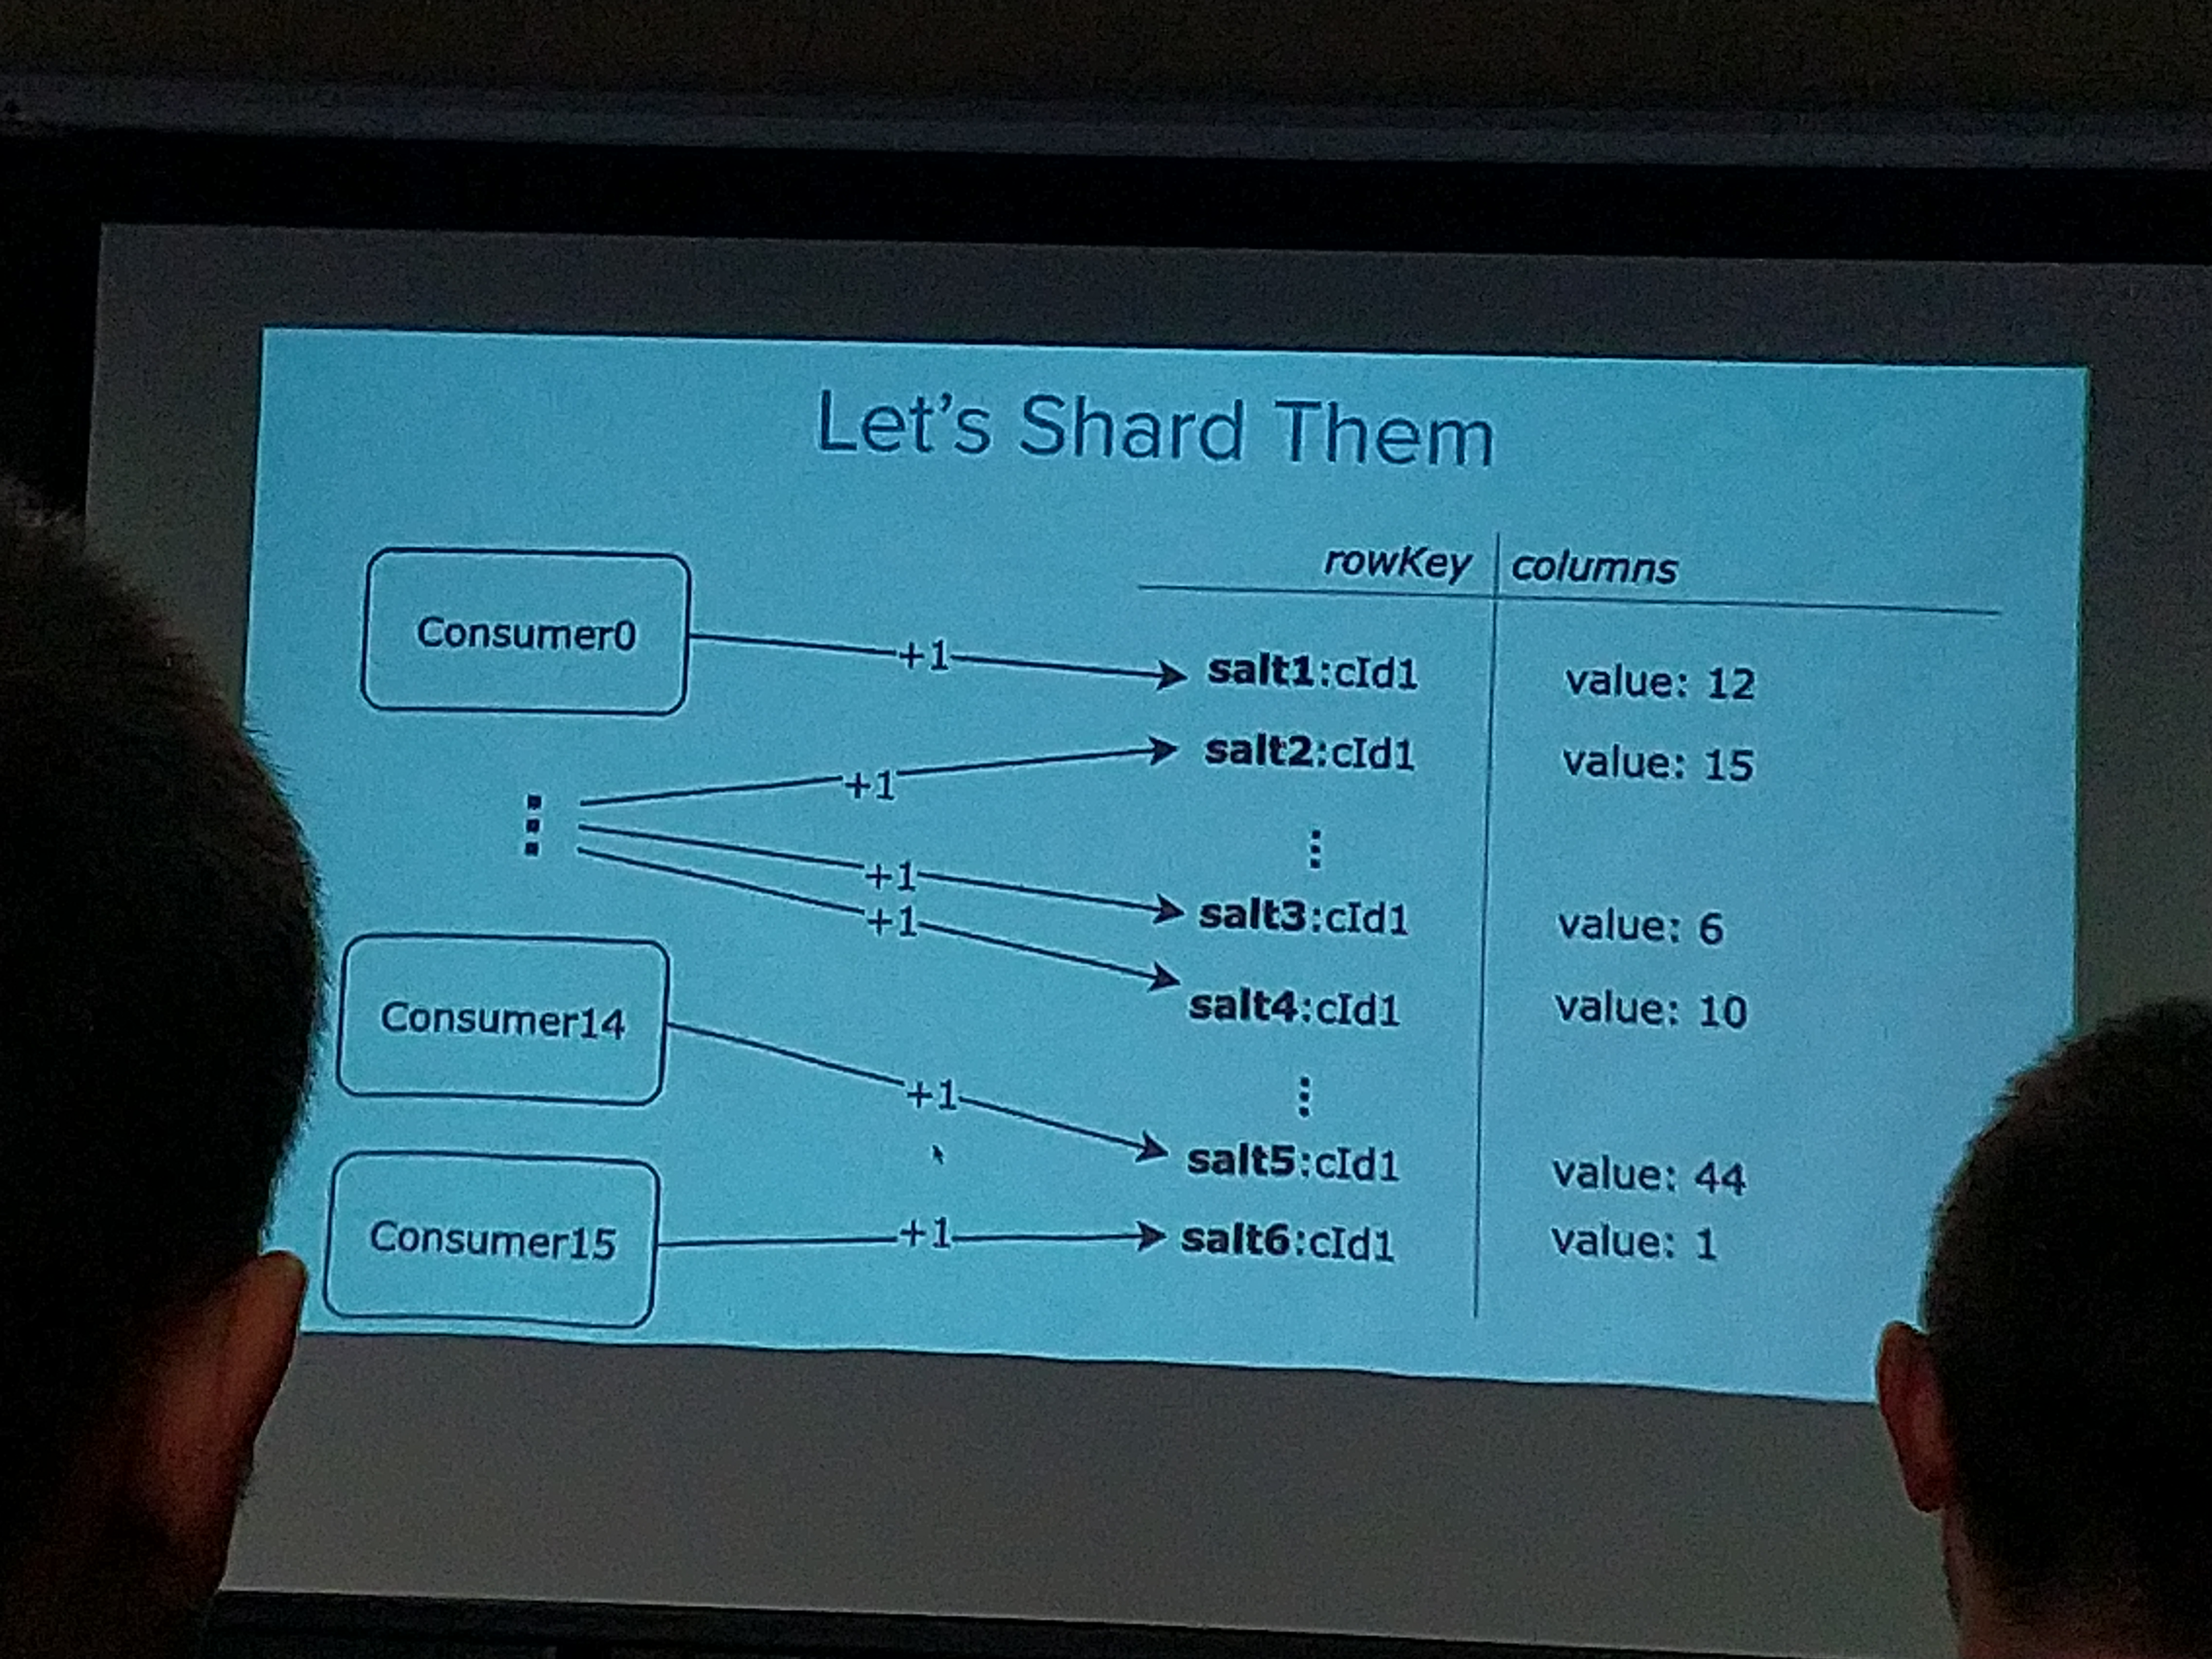 Let's Shard Them
rowKey columns
Consumer0 +1 salt1:cId1 value: 12
+1 salt2:cId1 value: 15
+1 salt3:cId1 value: 6
+1 salt4:cId1 value: 10
Consumer14 +1 salt5:cId1 value: 44
Consumer15 +1 salt6:cId1 value: 1